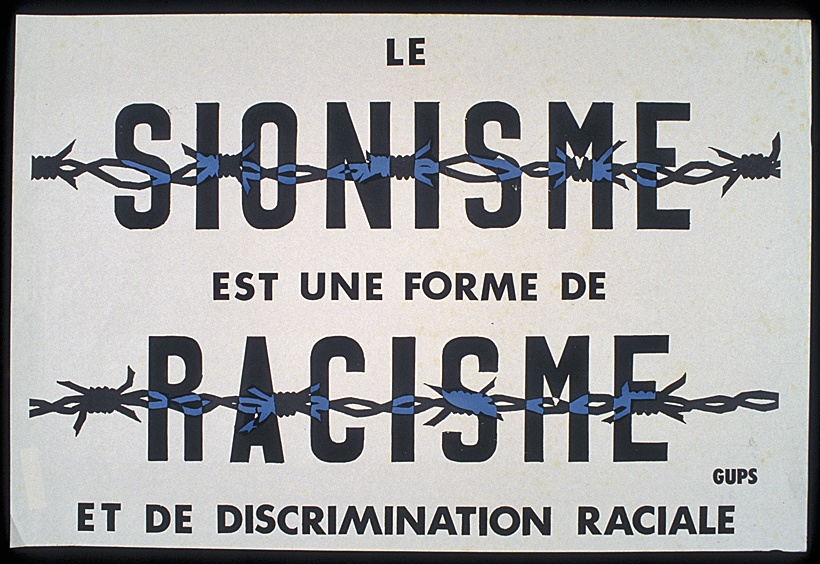 LE
SIONISME
EST UNE FORME DE
RACISME
GUPS
ET DE DISCRIMINATION RACIALE